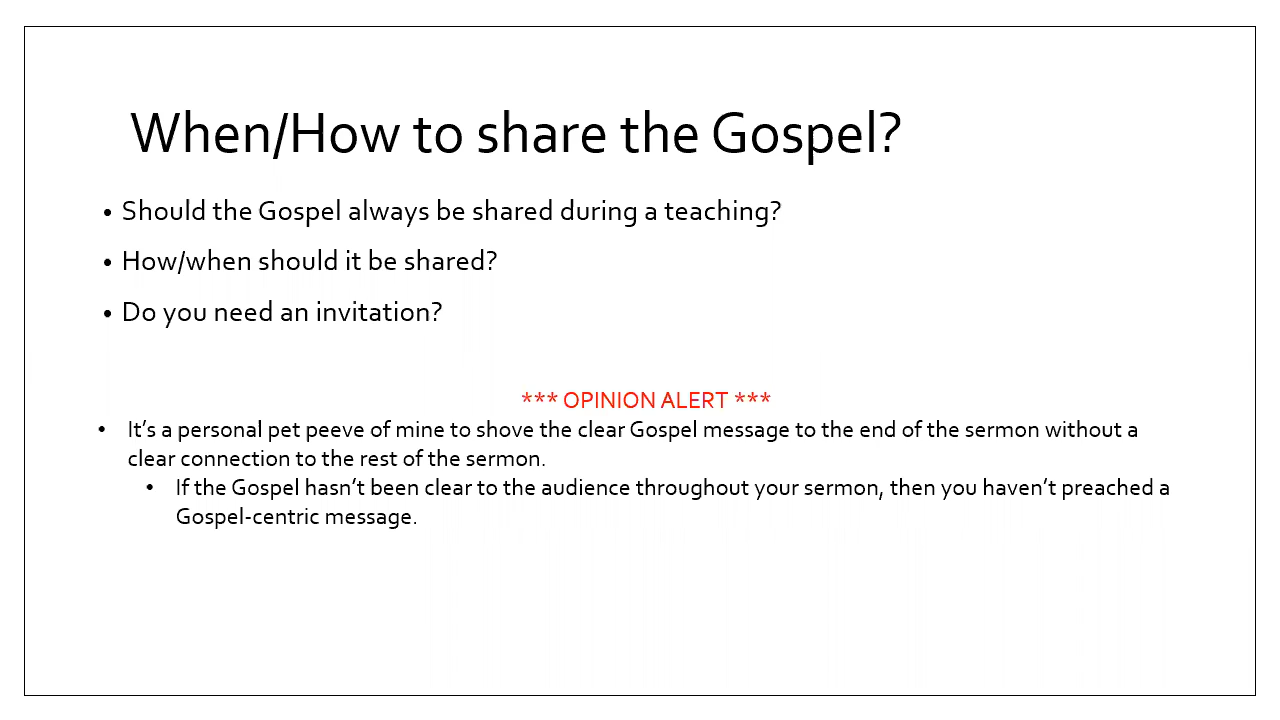 When/How to share the Gospel?
• Should the Gospel always be shared during a teaching?
• How/when should it be shared?
• Do you need an invitation?
*** OPINION ALERT ***
• It’s a personal pet peeve of mine to shove the clear Gospel message to the end of the sermon without a
clear connection to the rest of the sermon.
• If the Gospel hasn’t been clear to the audience throughout your sermon, then you haven’t preached a
Gospel-centric message.